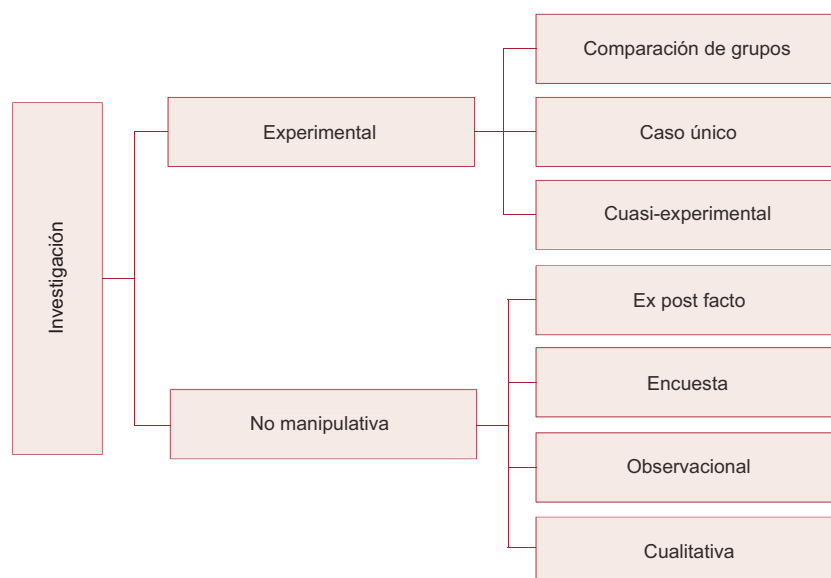 Investigación
Experimental
Comparación de grupos
Caso único
Cuasi-experimental
No manipulativa
Ex post facto
Encuesta
Observacional
Cualitativa